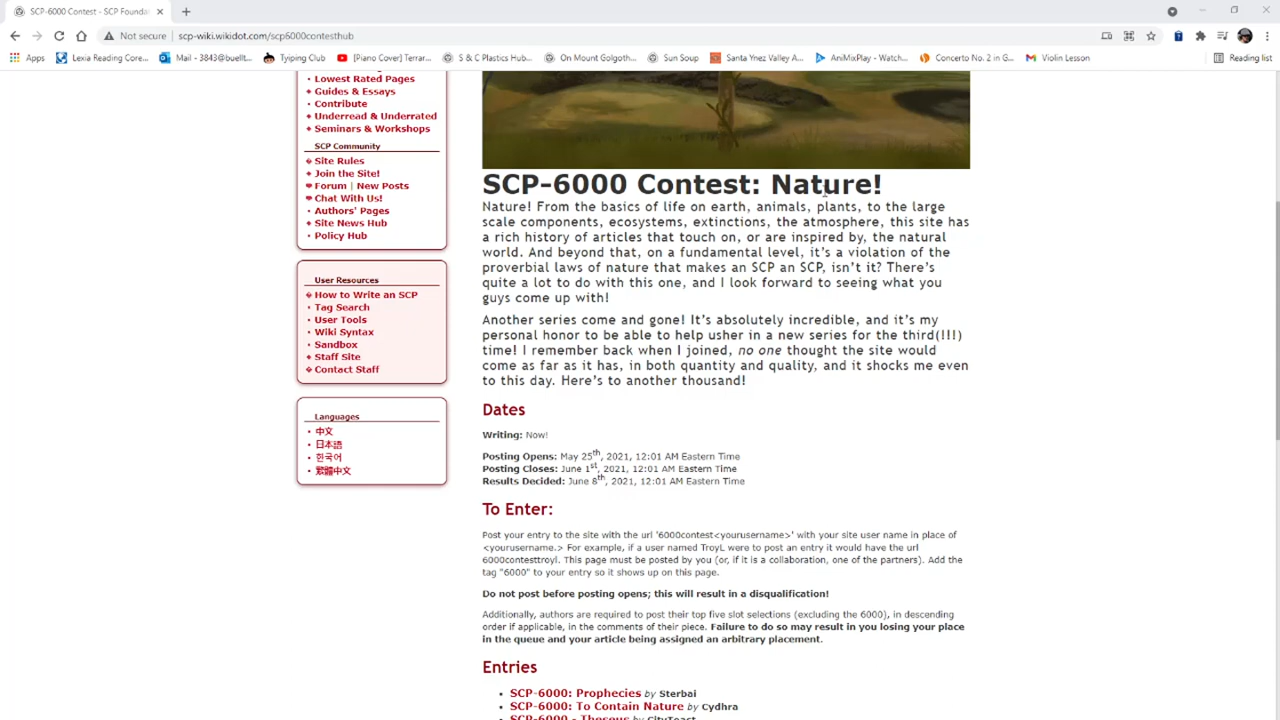 SCP-6000 Contest - SCP Founda
Not secure | scp-wiki.wikidot.com/scp6000contesthub
Apps Lexia Reading Core... Mail - 3843@buellt... Typing Club [Piano Cover] Terrar... S & C Plastics Hub... On Mount Golgoth... Sun Soup Santa Ynez Valley A... AniMixPlay - Watch... Concerto No. 2 in G... Violin Lesson Reading list
Lowest Rated Pages
Guides & Essays
Contribute
Underread & Underrated
Seminars & Workshops
SCP Community
Site Rules
Join the Site!
Forum | New Posts
Chat With Us!
Authors' Pages
Site News Hub
Policy Hub
User Resources
How to Write an SCP
Tag Search
User Tools
Wiki Syntax
Sandbox
Staff Site
Contact Staff
Languages
中文
日本語
한국어
繁體中文
SCP-6000 Contest: Nature!
Nature! From the basics of life on earth, animals, plants, to the large
scale components, ecosystems, extinctions, the atmosphere, this site has
a rich history of articles that touch on, or are inspired by, the natural
world. And beyond that, on a fundamental level, it's a violation of the
proverbial laws of nature that makes an SCP an SCP, isn't it? There's
quite a lot to do with this one, and I look forward to seeing what you
guys come up with!
Another series come and gone! It's absolutely incredible, and it's my
personal honor to be able to help usher in a new series for the third(!!!)
time! I remember back when I joined, no one thought the site would
come as far as it has, in both quantity and quality, and it shocks me even
to this day. Here's to another thousand!
Dates
Writing: Now!
Posting Opens: May 25th, 2021, 12:01 AM Eastern Time
Posting Closes: June 1st, 2021, 12:01 AM Eastern Time
Results Decided: June 8th, 2021, 12:01 AM Eastern Time
To Enter:
Post your entry to the site with the url '6000contest<yourusername>' with your site user name in place of
<yourusername.> For example, if a user named TroyL were to post an entry it would have the url
6000contesttroyl. This page must be posted by you (or, if it is a collaboration, one of the partners). Add the
tag "6000" to your entry so it shows up on this page.
Do not post before posting opens; this will result in a disqualification!
Additionally, authors are required to post their top five slot selections (excluding the 6000), in descending
order if applicable, in the comments of their piece. Failure to do so may result in you losing your place
in the queue and your article being assigned an arbitrary placement.
Entries
SCP-6000: Prophecies by Sterbai
SCP-6000: To Contain Nature by Cydhra
SCP-6000 - Theseus by CityToast